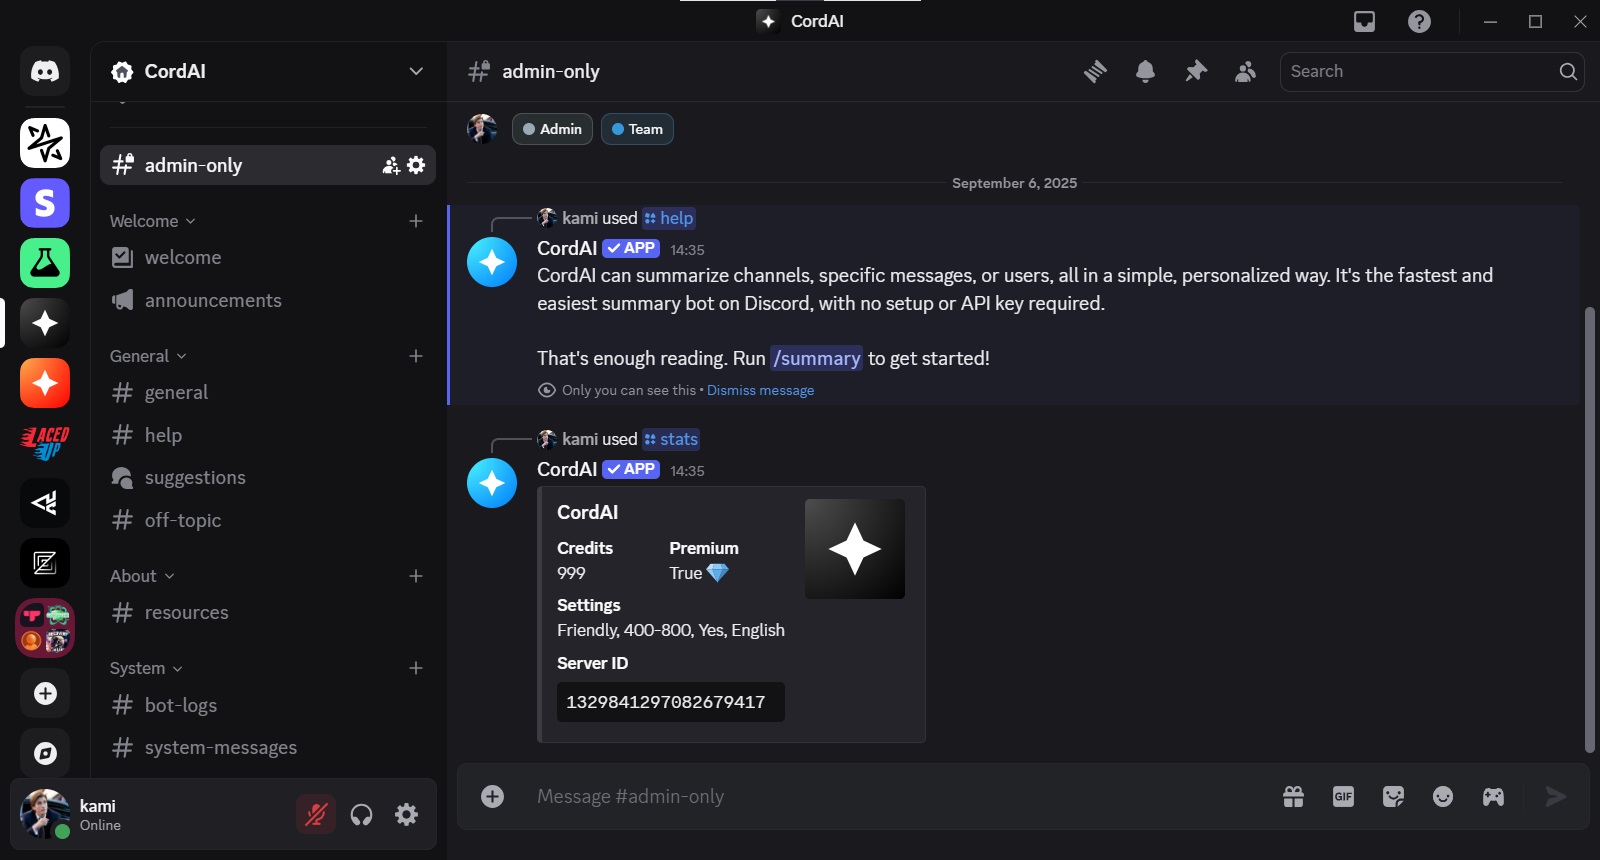 CordAI
CordAI
admin-only
Search
admin-only
Admin
Team
Welcome
welcome
announcements
General
general
help
suggestions
off-topic
About
resources
System
bot-logs
system-messages
kami
Online
S
LACED
UP
September 6, 2025
kami used help
CordAI APP 14:35
CordAI can summarize channels, specific messages, or users, all in a simple, personalized way. It's the fastest and
easiest summary bot on Discord, with no setup or API key required.
That's enough reading. Run /summary to get started!
Only you can see this • Dismiss message
kami used stats
CordAI APP 14:35
CordAI
Credits Premium
999 True 💎
Settings
Friendly, 400-800, Yes, English
Server ID
1329841297082679417
Message #admin-only
GIF